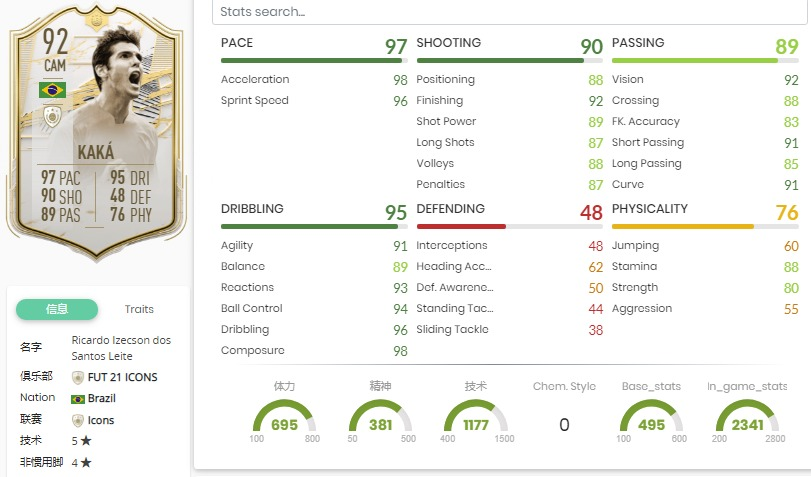 92
CAM
KAKÁ
97 PAC 95 DRI
90 SHO 48 DEF
89 PAS 76 PHY
信息 Traits
名字 Ricardo Izecson dos Santos Leite
俱乐部 FUT 21 ICONS
Nation Brazil
联赛 Icons
技术 5 ★
非惯用脚 4 ★
Stats search...
PACE 97
Acceleration 98
Sprint Speed 96
SHOOTING 90
Positioning 88
Finishing 92
Shot Power 89
Long Shots 87
Volleys 88
Penalties 87
PASSING 89
Vision 92
Crossing 88
FK. Accuracy 83
Short Passing 91
Long Passing 85
Curve 91
DRIBBLING 95
Agility 91
Balance 89
Reactions 93
Ball Control 94
Dribbling 96
Composure 98
DEFENDING 48
Interceptions 48
Heading Acc... 62
Def. Awarene... 50
Standing Tac... 44
Sliding Tackle 38
PHYSICALITY 76
Jumping 60
Stamina 88
Strength 80
Aggression 55
体力 精神 技术 Chem. Style Base_stats In_game_stats
695 381 1177 0 495 2341
100 800 50 500 400 1500 100 600 200 2800